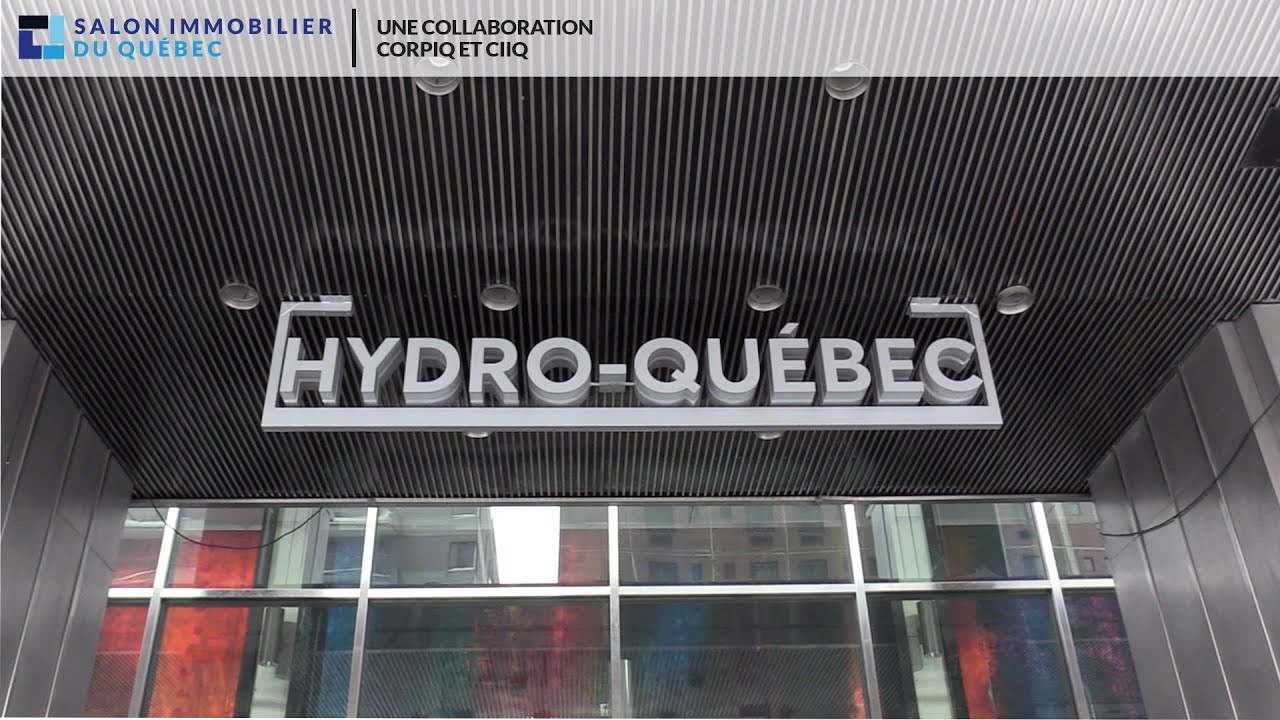 SALON IMMOBILIER
DU QUÉBEC
UNE COLLABORATION
CORPIQ ET CIIQ
HYDRO-QUÉBEC